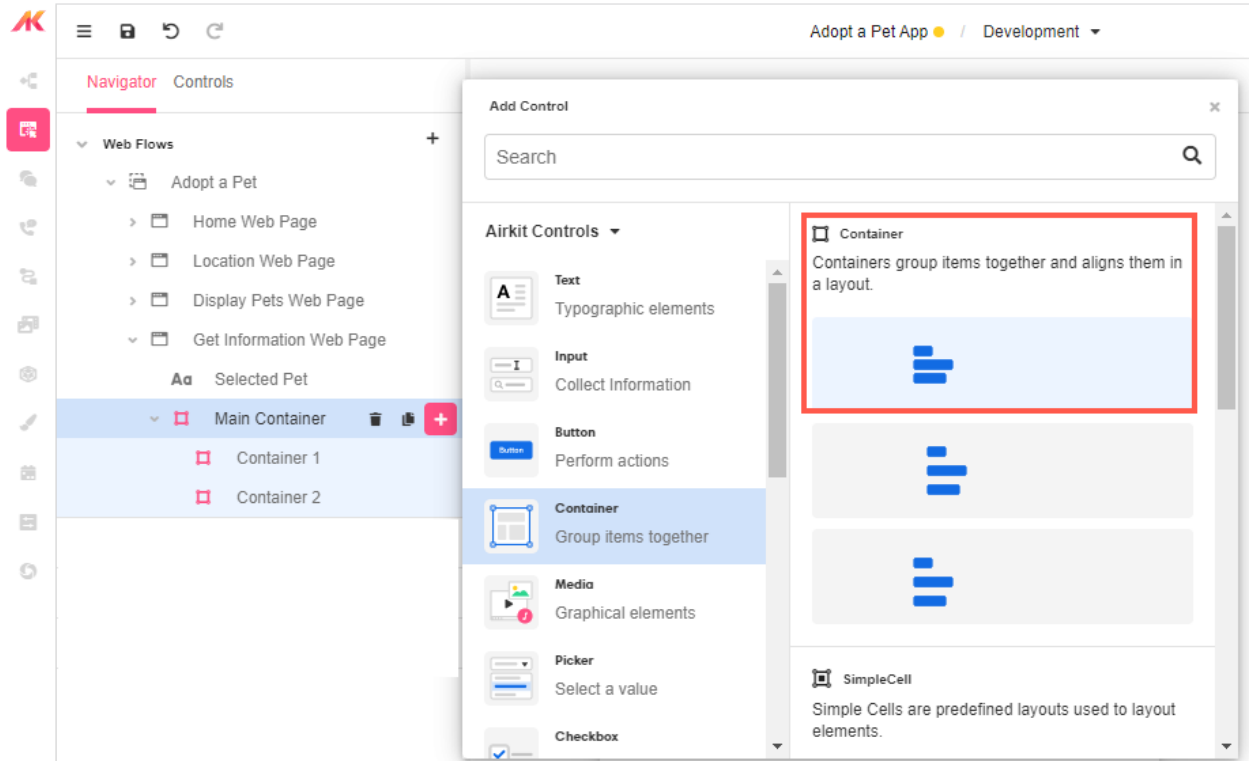 Adopt a Pet App / Development
Navigator Controls
Web Flows
Adopt a Pet
Home Web Page
Location Web Page
Display Pets Web Page
Get Information Web Page
Aa Selected Pet
Main Container
Container 1
Container 2
Add Control
Search
Airkit Controls
A Text
Typographic elements
Input
Collect Information
Button
Button
Perform actions
Container
Group items together
Media
Graphical elements
Picker
Select a value
Checkbox
Container
Containers group items together and aligns them in
a layout.
SimpleCell
Simple Cells are predefined layouts used to layout
elements.